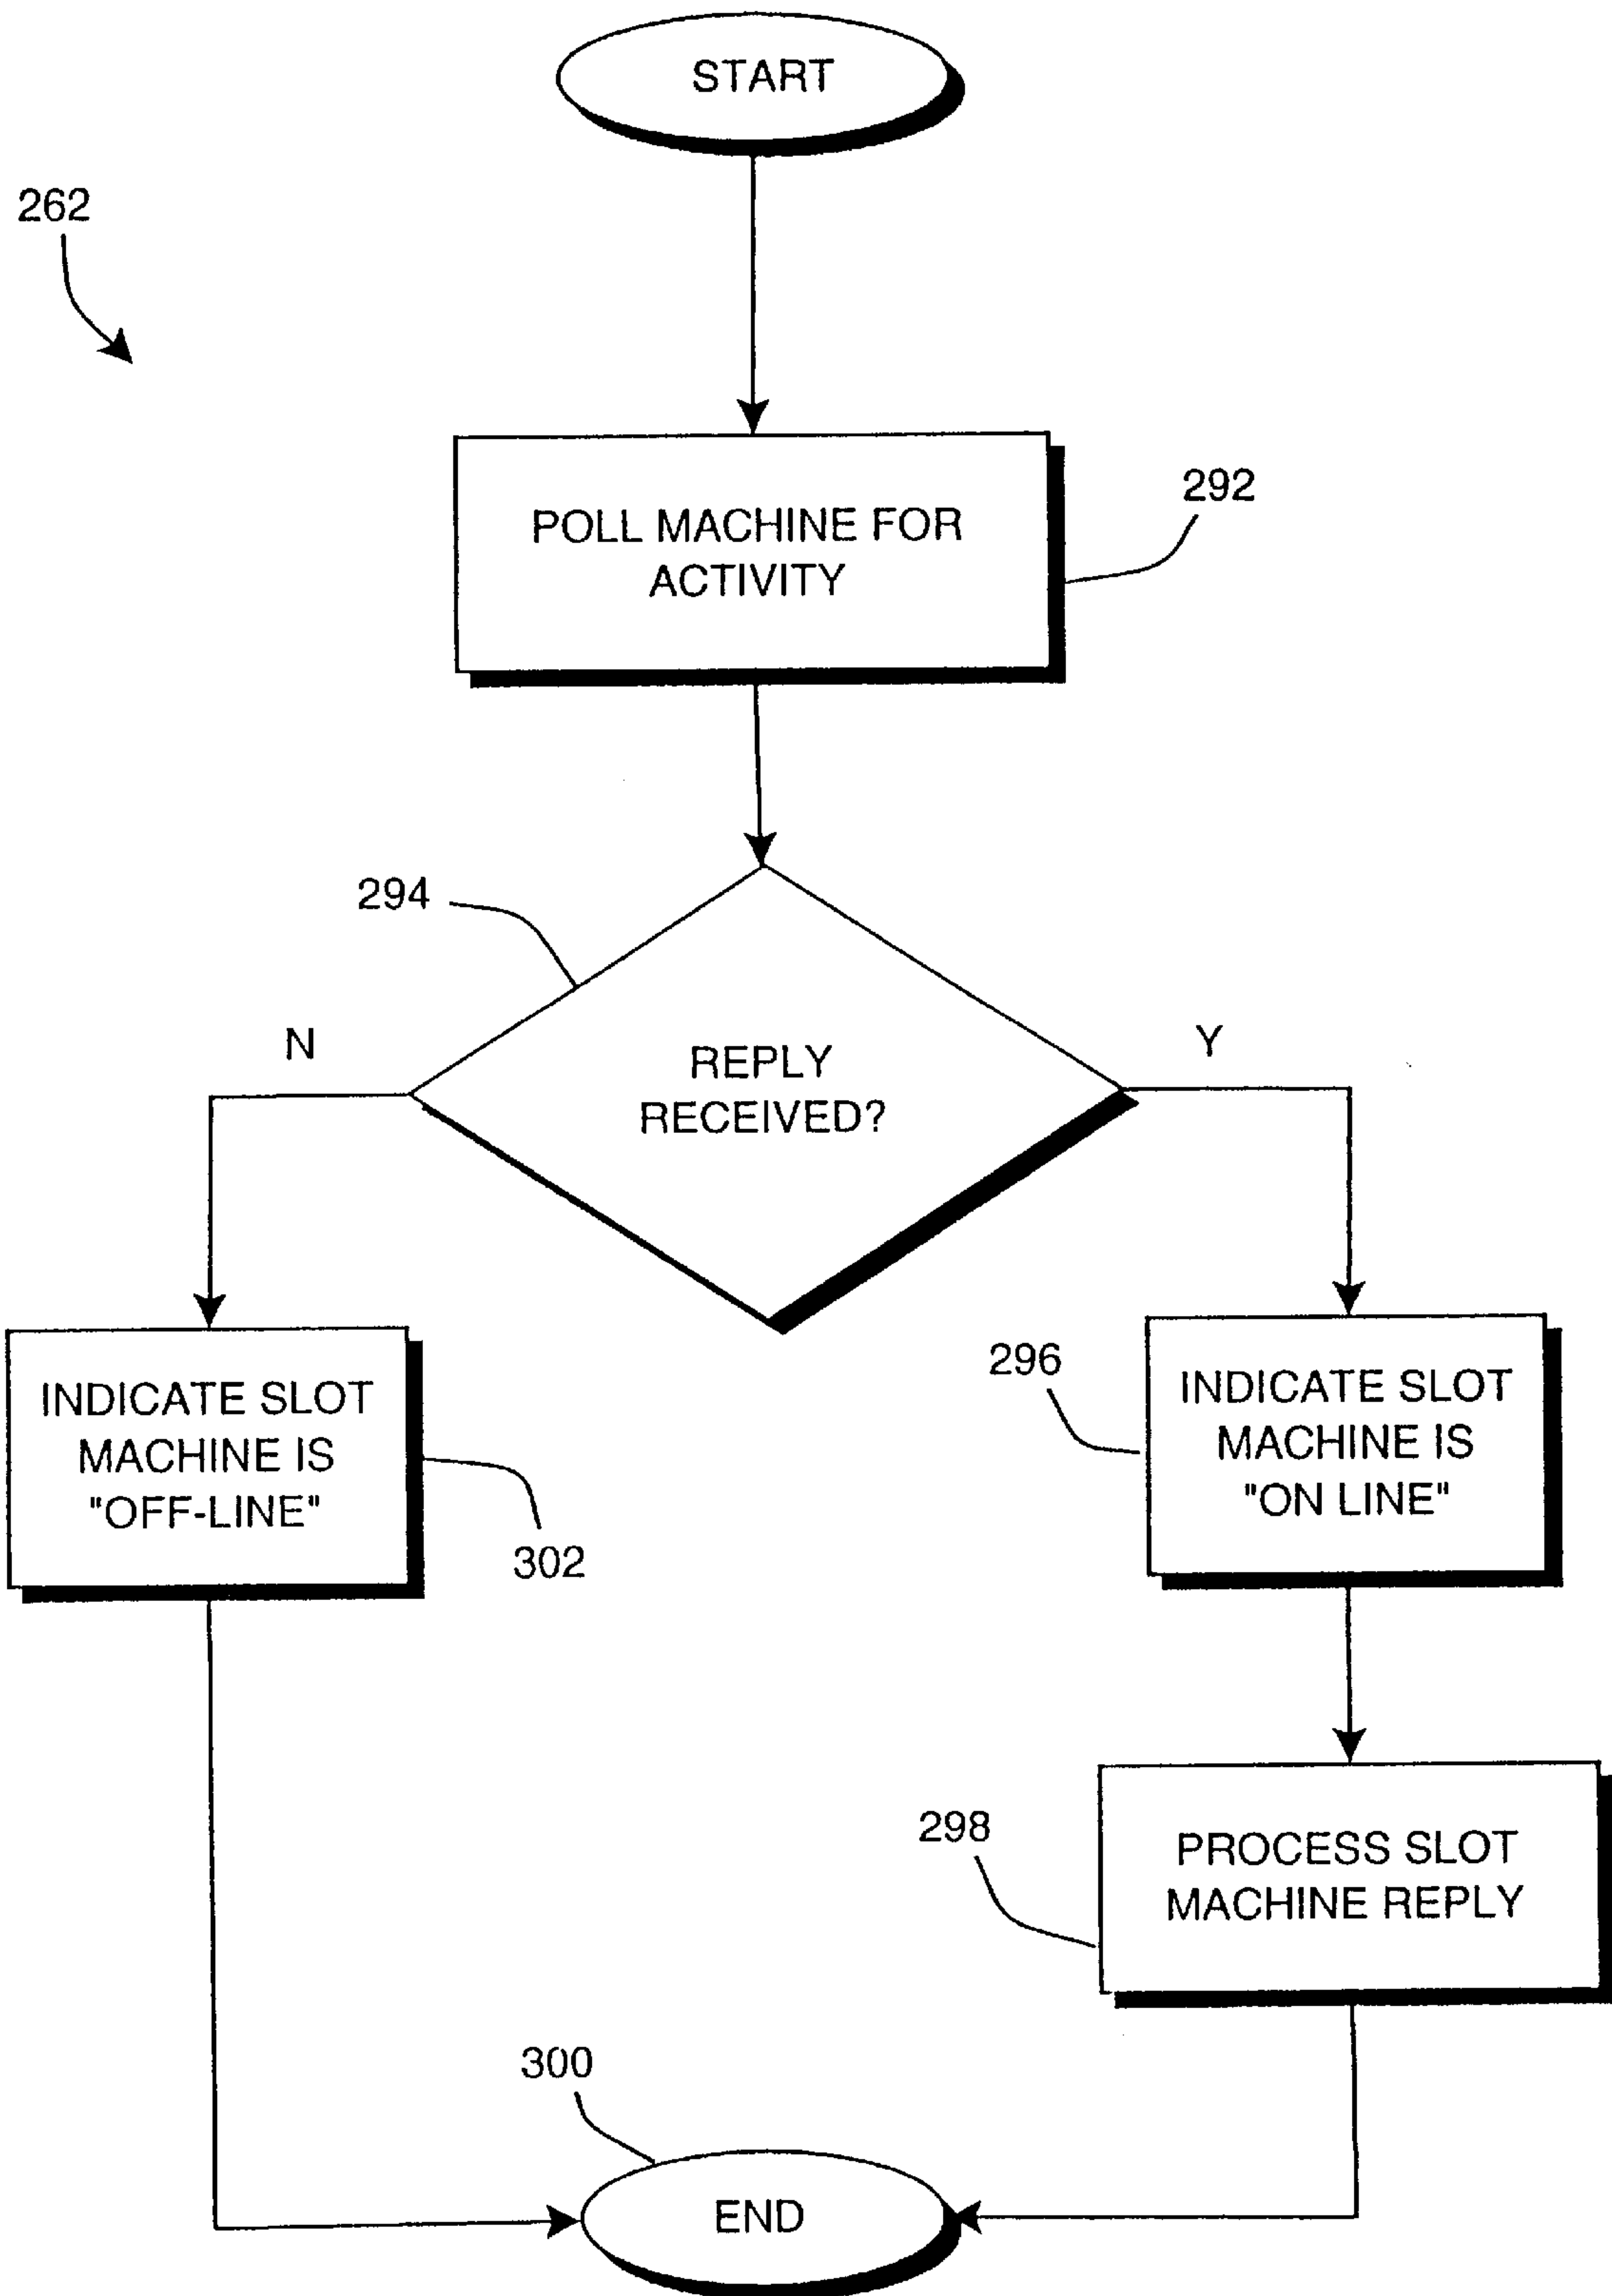 START
262
POLL MACHINE FOR
ACTIVITY
292
294
N
REPLY
RECEIVED?
Y
INDICATE SLOT
MACHINE IS
"OFF-LINE"
302
296
INDICATE SLOT
MACHINE IS
"ON LINE"
298
PROCESS SLOT
MACHINE REPLY
300
END